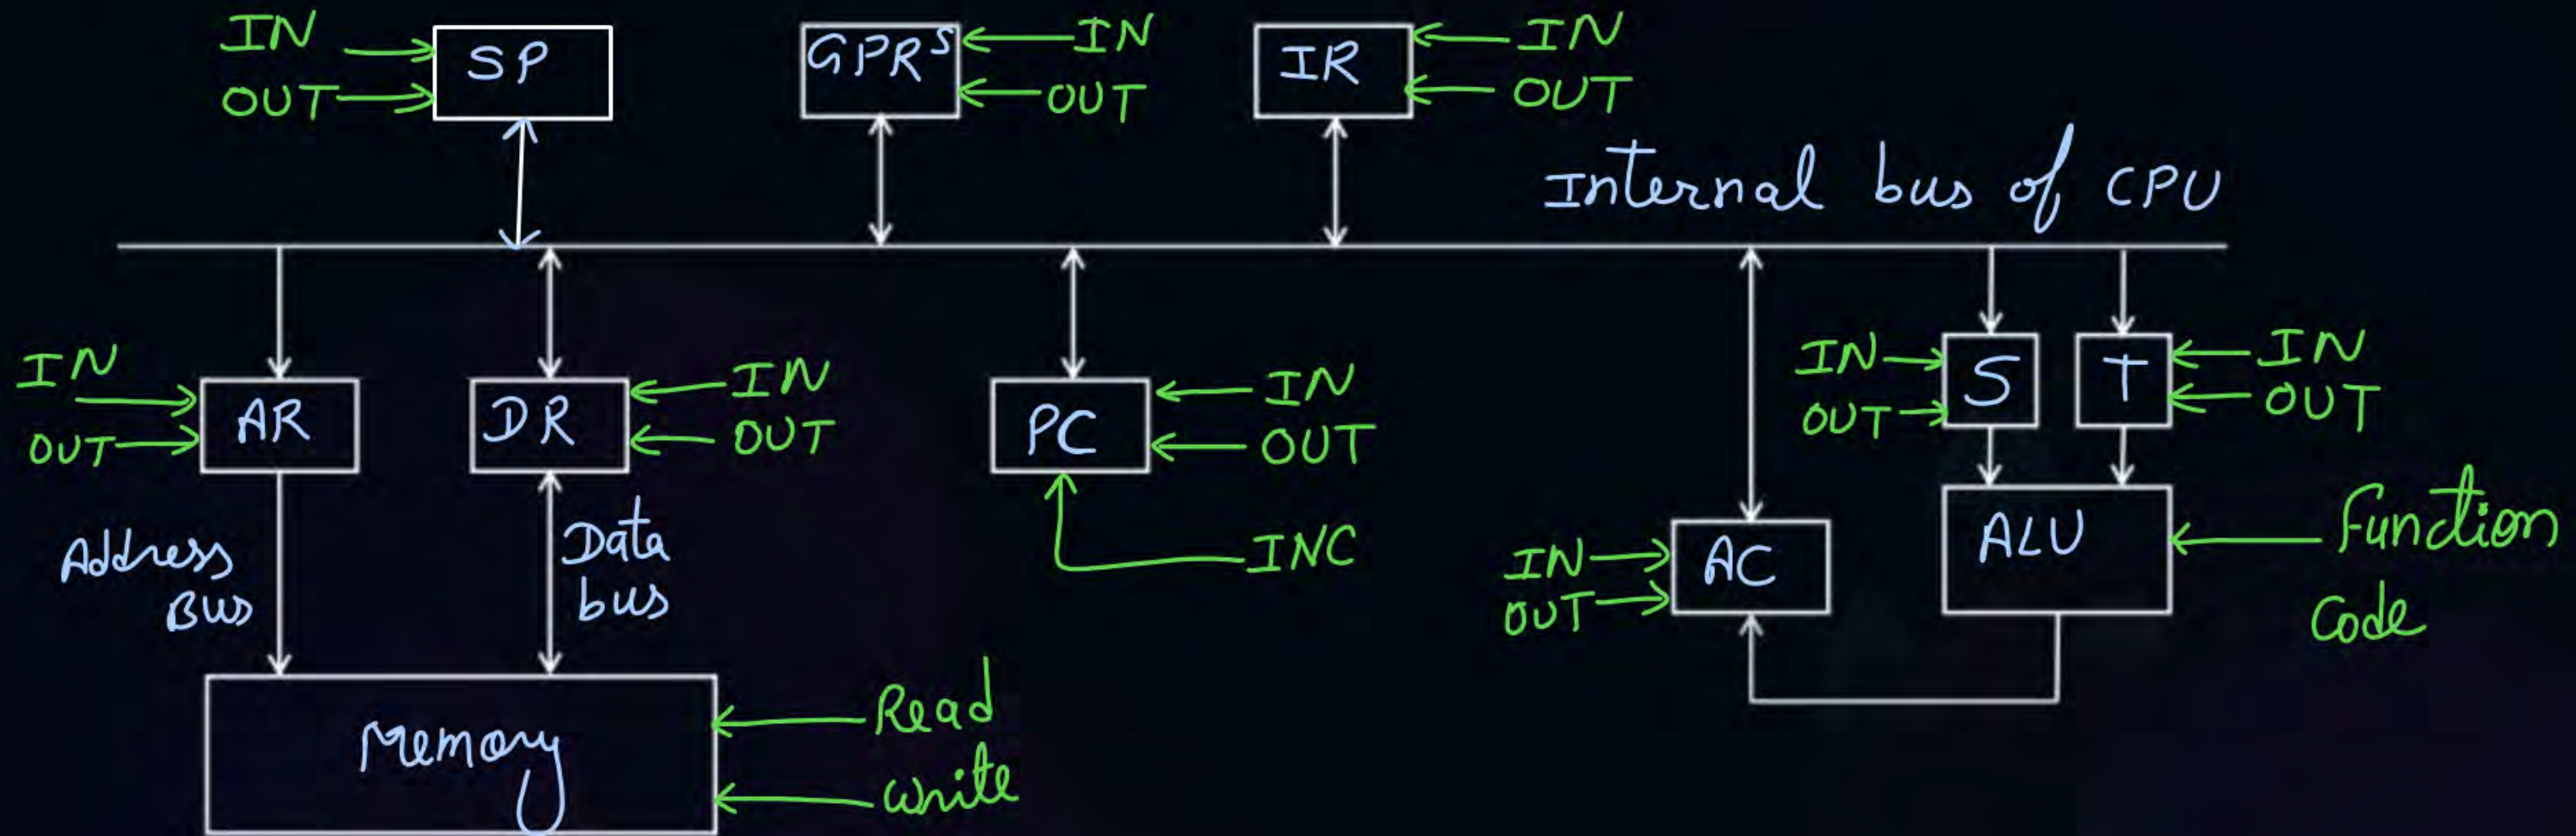 IN
OUT
SP
GPRS
IN
OUT
IR
IN
OUT
Internal bus of CPU
IN
OUT
AR
DR
IN
OUT
PC
IN
OUT
INC
IN
OUT
S
T
IN
OUT
Address
Bus
Data
bus
IN
OUT
AC
ALU
Function
Code
Memory
Read
Write